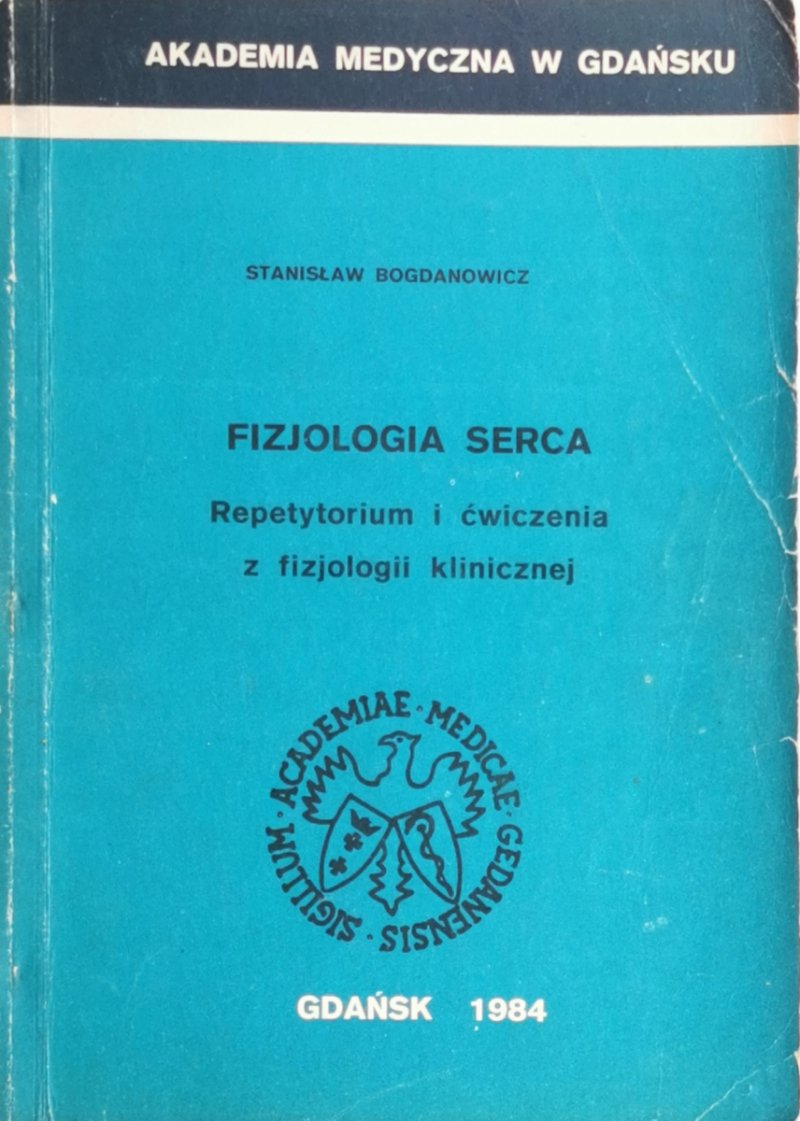 AKADEMIA MEDYCZNA W GDAŃSKU
STANISŁAW BOGDANOWICZ
FIZJOLOGIA SERCA
Repetytorium i ćwiczenia
z fizjologii klinicznej
SIGILLUM · ACADEMIAE · MEDICAE · GEDANENSIS ·
GDAŃSK 1984